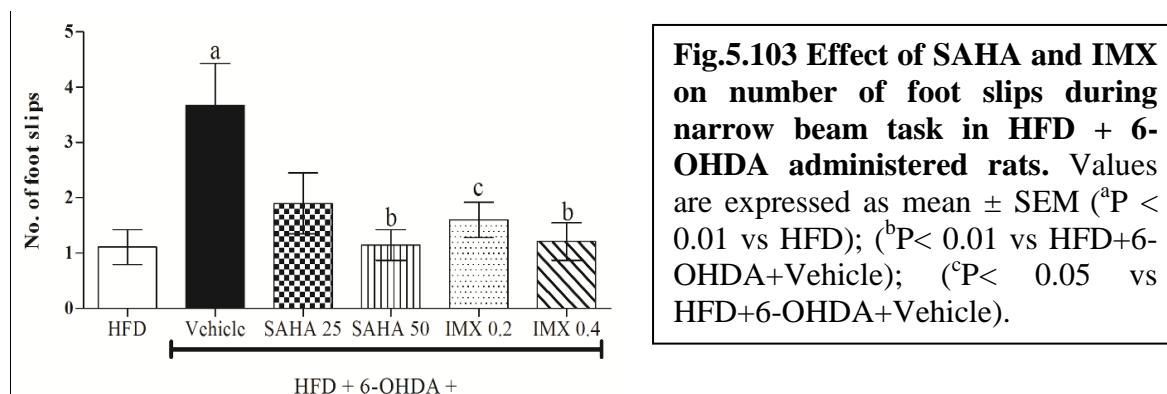 5
4
3
2
1
0
No. of foot slips
a
b
c
b
HFD Vehicle SAHA 25 SAHA 50 IMX 0.2 IMX 0.4
HFD + 6-OHDA +
Fig.5.103 Effect of SAHA and IMX
on number of foot slips during
narrow beam task in HFD + 6-
OHDA administered rats. Values
are expressed as mean ± SEM (ᵃP <
0.01 vs HFD); (ᵇP< 0.01 vs HFD+6-
OHDA+Vehicle); (ᶜP< 0.05 vs
HFD+6-OHDA+Vehicle).